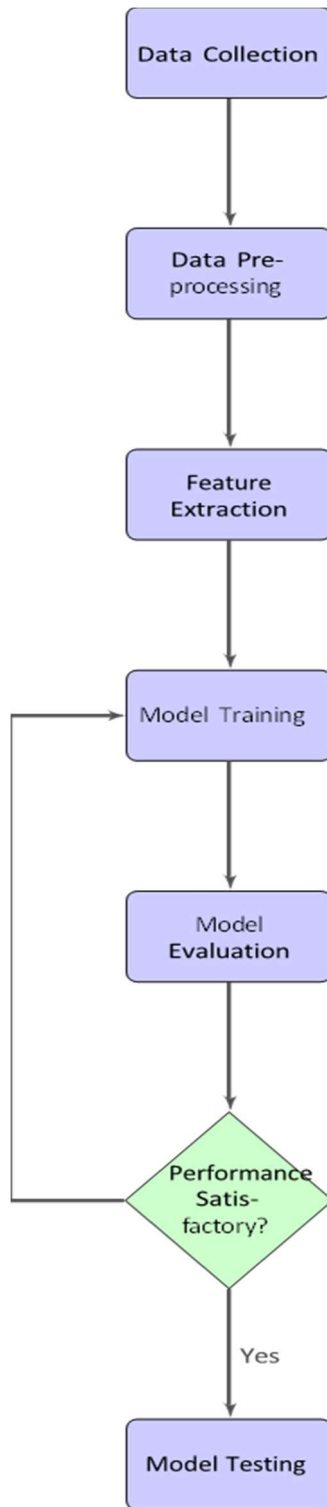 Data Collection
Data Pre-
processing
Feature
Extraction
Model Training
Model
Evaluation
Performance
Satis-
factory?
Yes
Model Testing